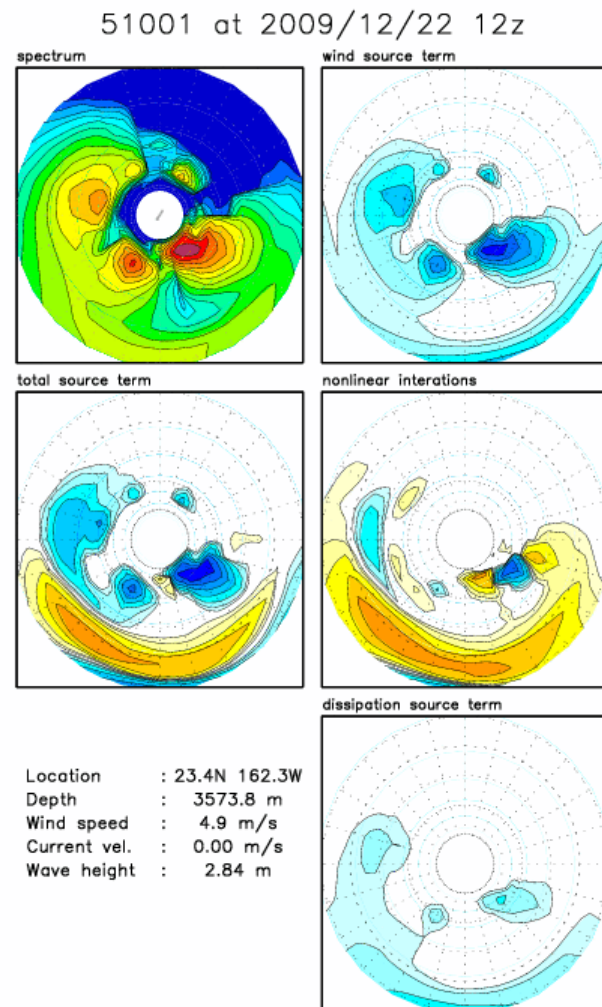 51001 at 2009/12/22 12z
spectrum
wind source term
total source term
nonlinear interations
dissipation source term
Location : 23.4N 162.3W
Depth : 3573.8 m
Wind speed : 4.9 m/s
Current vel. : 0.00 m/s
Wave height : 2.84 m